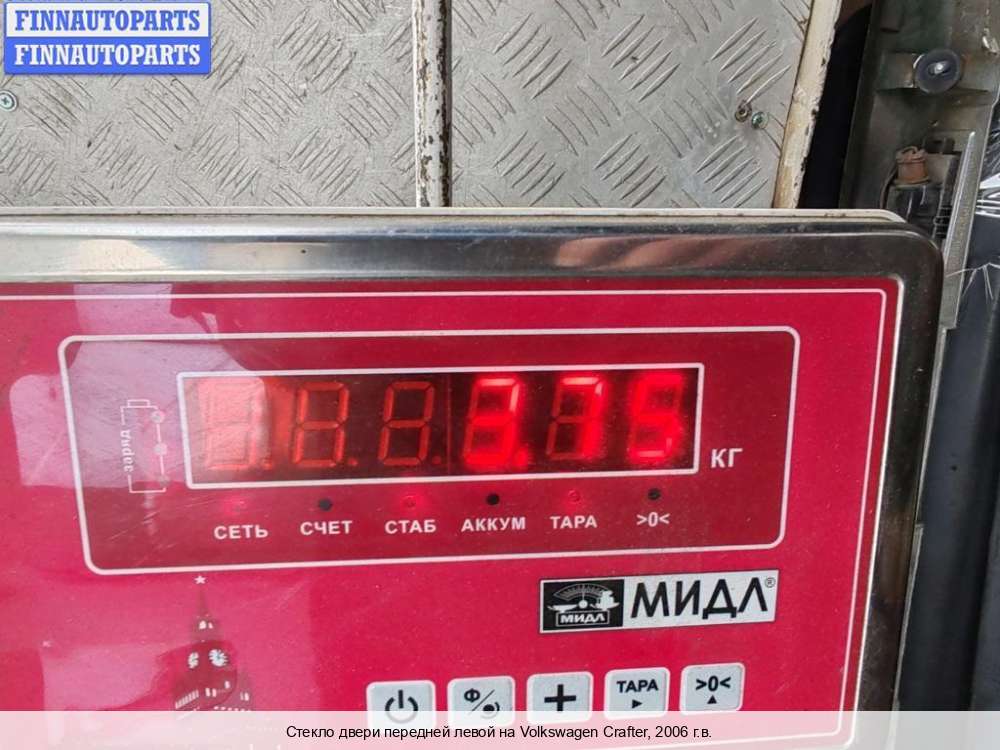 FINNAUTOPARTS
FINNAUTOPARTS
заряд
3.75
КГ
СЕТЬ СЧЕТ СТАБ АККУМ ТАРА >0<
МИДЛ
МИДЛ®
Ф/
+
ТАРА
>0<
Стекло двери передней левой на Volkswagen Crafter, 2006 г.в.